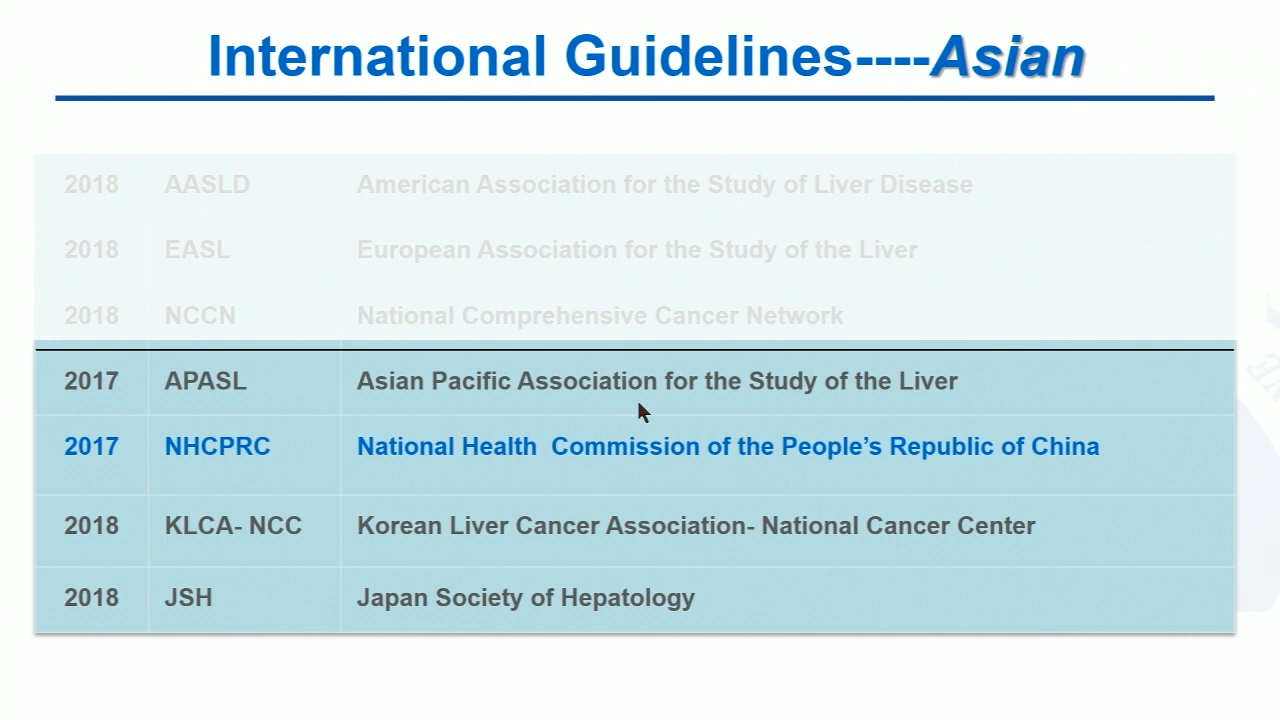 International Guidelines----Asian
2018 AASLD American Association for the Study of Liver Disease
2018 EASL European Association for the Study of the Liver
2018 NCCN National Comprehensive Cancer Network
2017 APASL Asian Pacific Association for the Study of the Liver
2017 NHCPRC National Health  Commission of the People’s Republic of China
2018 KLCA- NCC Korean Liver Cancer Association- National Cancer Center
2018 JSH Japan Society of Hepatology